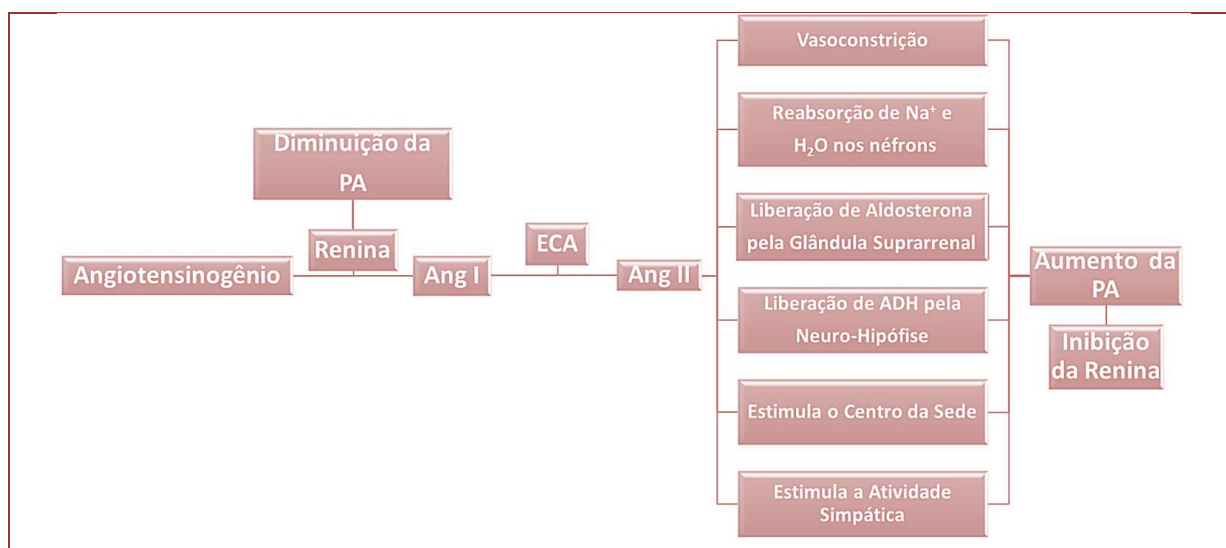 Diminuição da
PA
Renina
Angiotensinogênio
Ang I
ECA
Ang II
Vasoconstrição
Reabsorção de Na⁺ e
H₂O nos néfrons
Liberação de Aldosterona
pela Glândula Suprarrenal
Liberação de ADH pela
Neuro-Hipófise
Estimula o Centro da Sede
Estimula a Atividade
Simpática
Aumento da
PA
Inibição
da Renina